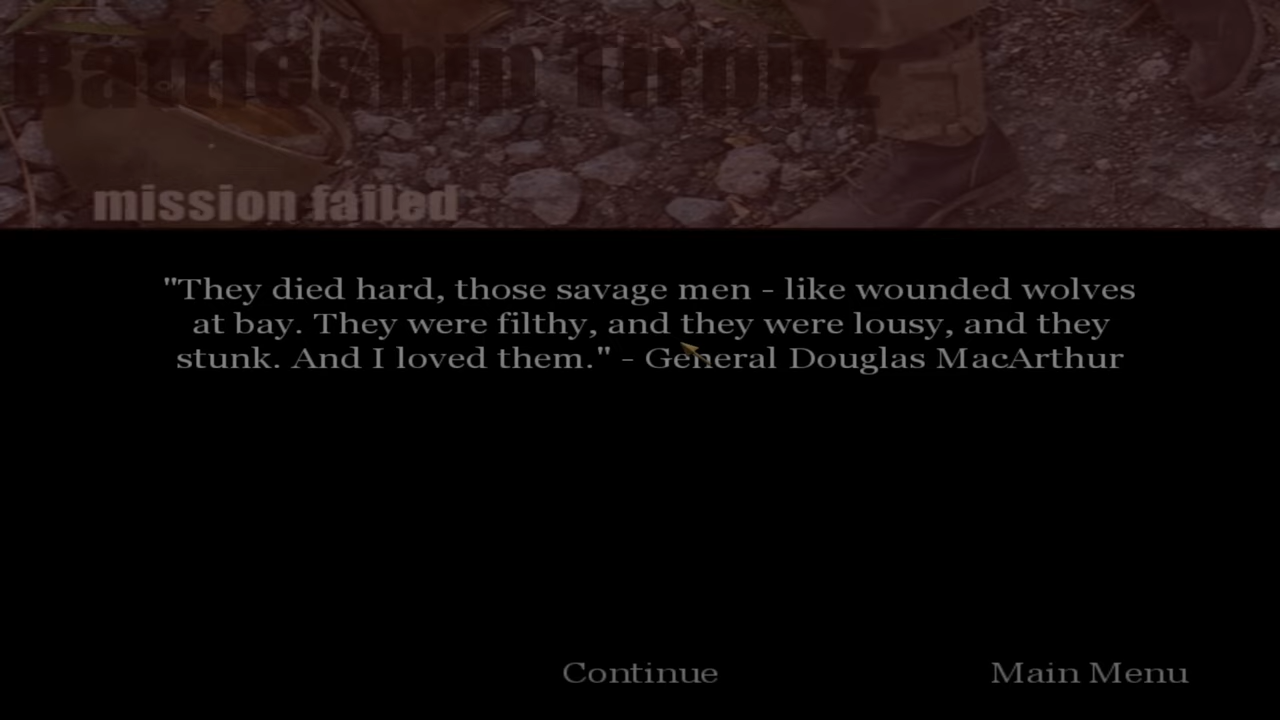 Battleship Tirpitz
mission failed
"They died hard, those savage men - like wounded wolves
at bay. They were filthy, and they were lousy, and they
stunk. And I loved them." - General Douglas MacArthur
Continue
Main Menu